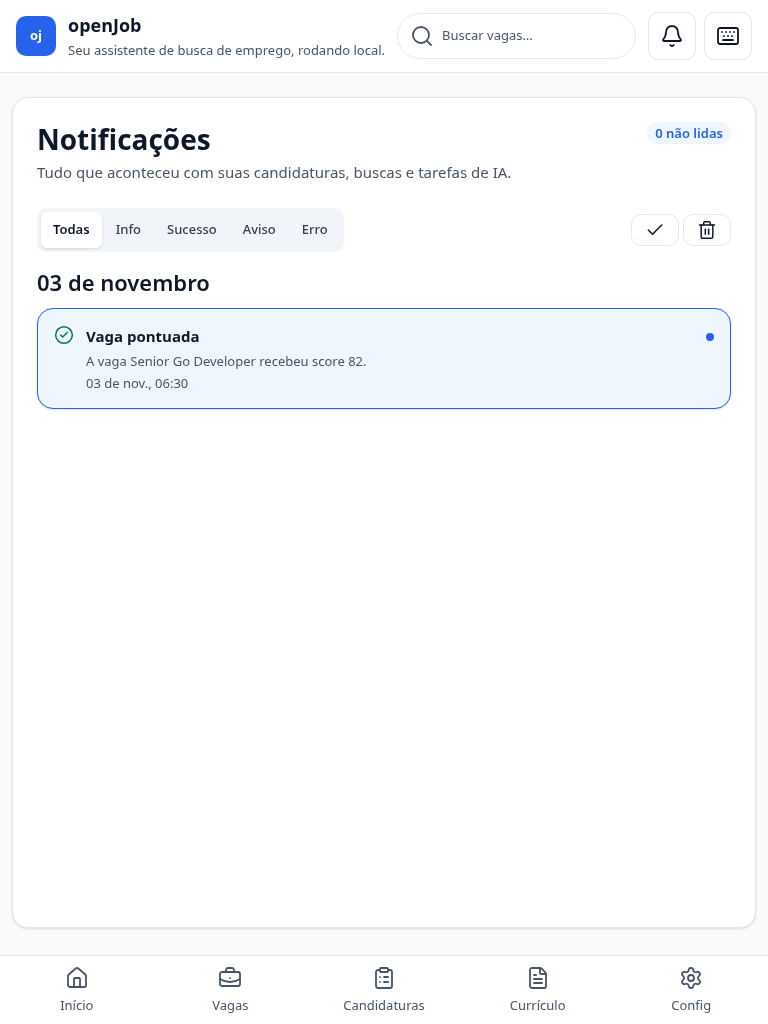 oj
openJob
Seu assistente de busca de emprego, rodando local.
Buscar vagas...
Notificações
0 não lidas
Tudo que aconteceu com suas candidaturas, buscas e tarefas de IA.
Todas
Info
Sucesso
Aviso
Erro
03 de novembro
Vaga pontuada
A vaga Senior Go Developer recebeu score 82.
03 de nov., 06:30
Início
Vagas
Candidaturas
Currículo
Config